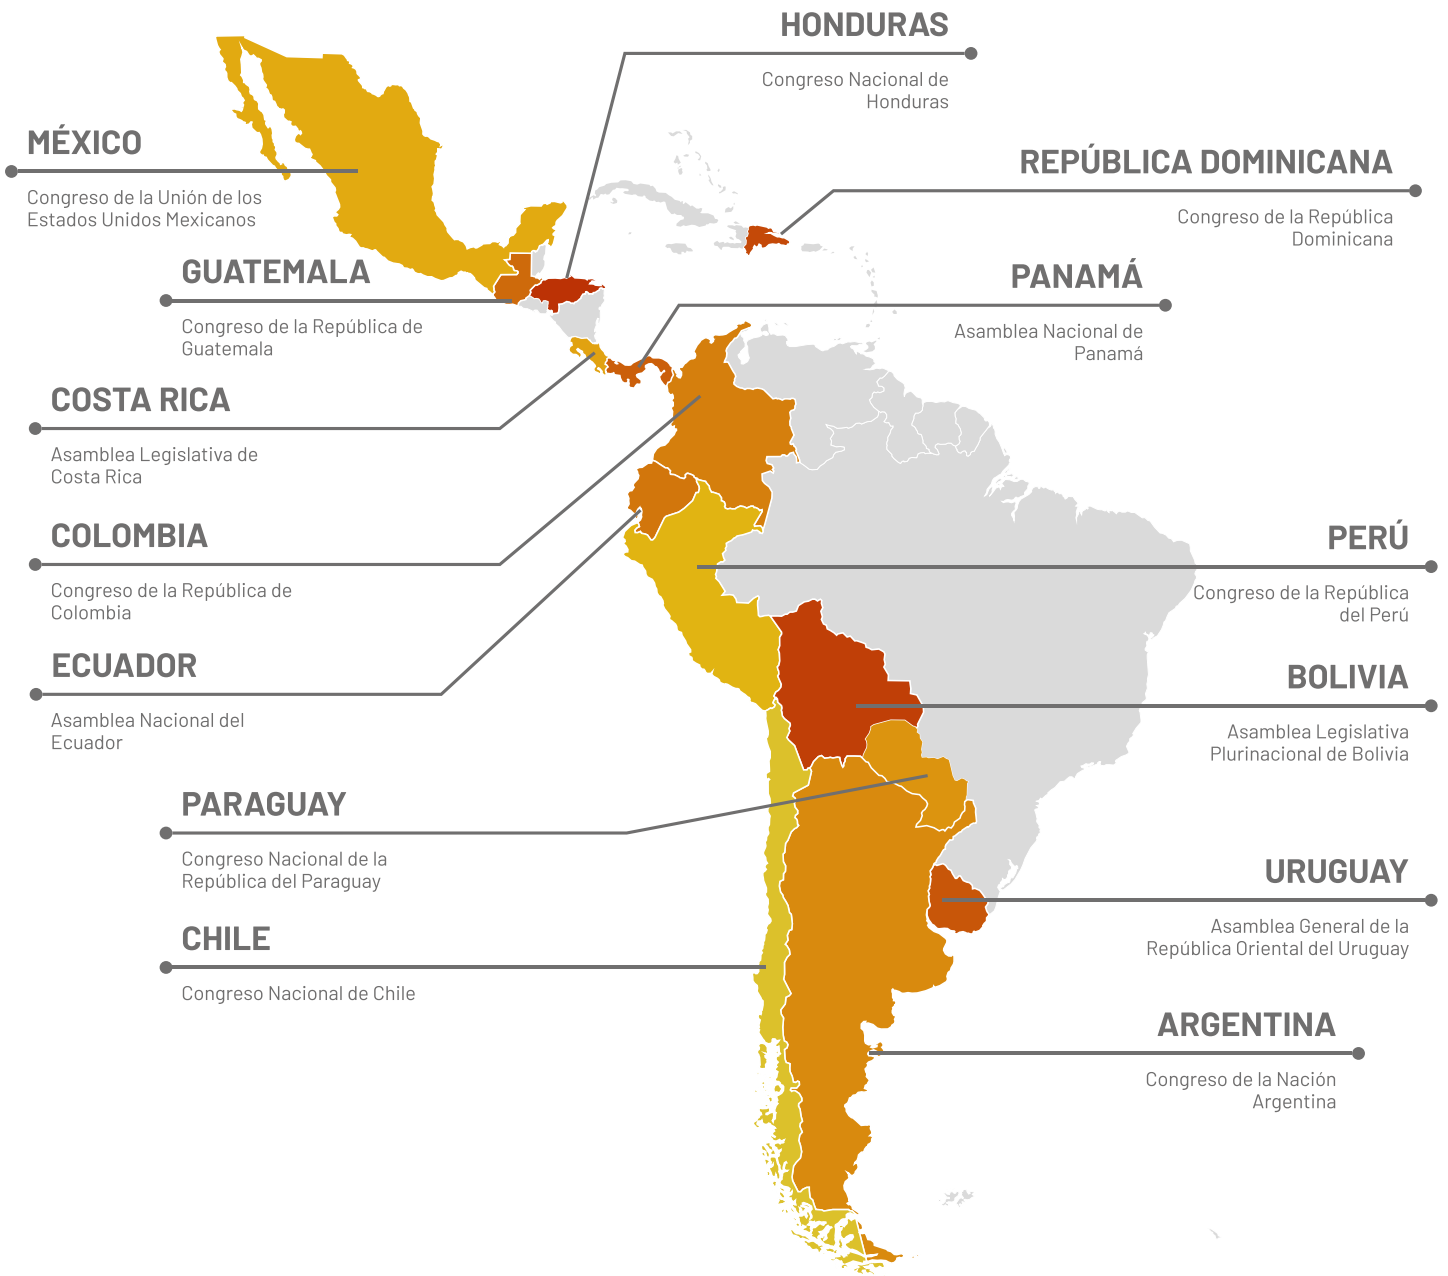 HONDURAS
Congreso Nacional de
Honduras
MÉXICO
Congreso de la Unión de los
Estados Unidos Mexicanos
REPÚBLICA DOMINICANA
Congreso de la República
Dominicana
GUATEMALA
Congreso de la República de
Guatemala
PANAMÁ
Asamblea Nacional de
Panamá
COSTA RICA
Asamblea Legislativa de
Costa Rica
COLOMBIA
Congreso de la República de
Colombia
PERÚ
Congreso de la República
del Perú
ECUADOR
Asamblea Nacional del
Ecuador
BOLIVIA
Asamblea Legislativa
Plurinacional de Bolivia
PARAGUAY
Congreso Nacional de la
República del Paraguay
URUGUAY
Asamblea General de la
República Oriental del Uruguay
CHILE
Congreso Nacional de Chile
ARGENTINA
Congreso de la Nación
Argentina